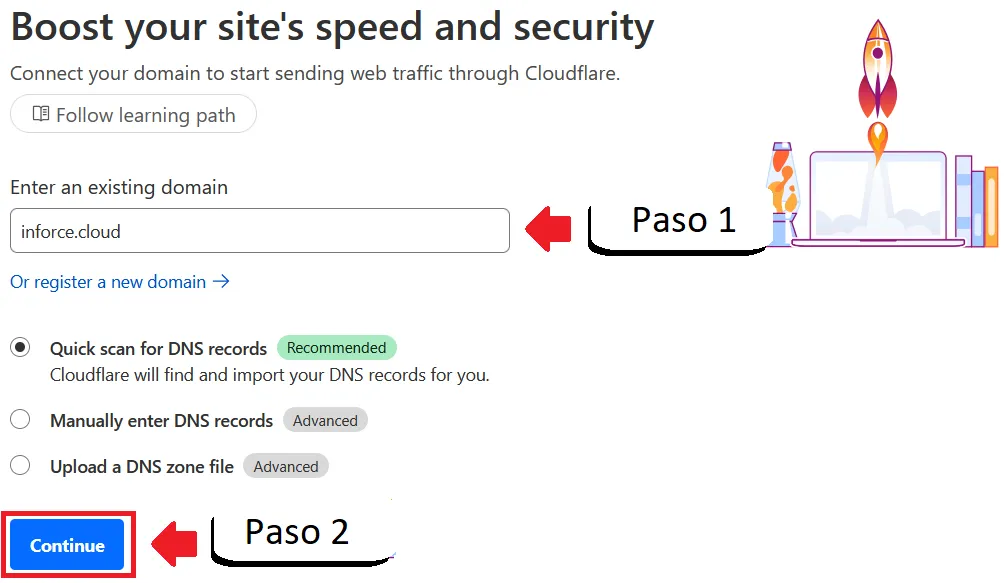 Boost your site's speed and security
Connect your domain to start sending web traffic through Cloudflare.
Follow learning path
Enter an existing domain
inforce.cloud
Paso 1
Or register a new domain →
Quick scan for DNS records Recommended
Cloudflare will find and import your DNS records for you.
Manually enter DNS records Advanced
Upload a DNS zone file Advanced
Continue
Paso 2